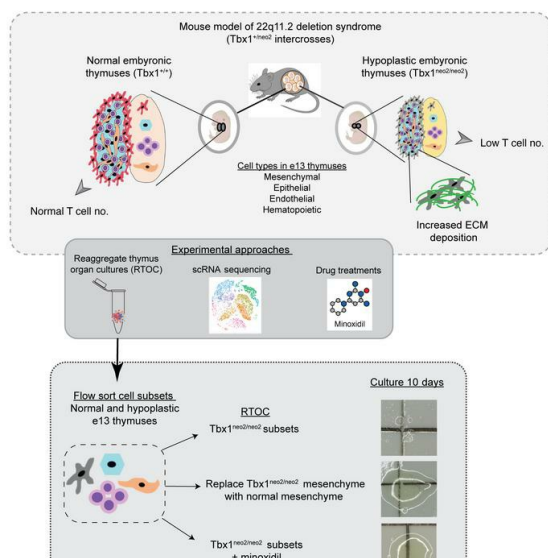 Mouse model of 22q11.2 deletion syndrome
(Tbx1+/neo2 intercrosses)
Normal embyronic
thymuses (Tbx1+/+)
Hypoplastic embryonic
thymuses (Tbx1neo2/neo2)
Low T cell no.
Cell types in e13 thymuses
Mesenchymal
Epithelial
Endothelial
Hematopoietic
Normal T cell no.
Increased ECM
deposition
Experimental approaches
Reaggregate thymus
organ cultures (RTOC)
scRNA sequencing
Drug treatments
Minoxidil
Flow sort cell subsets
Normal and hypoplastic
e13 thymuses
RTOC
Culture 10 days
Tbx1neo2/neo2 subsets
Replace Tbx1neo2/neo2 mesenchyme
with normal mesenchyme
Tbx1neo2/neo2 subsets
+ minoxidil